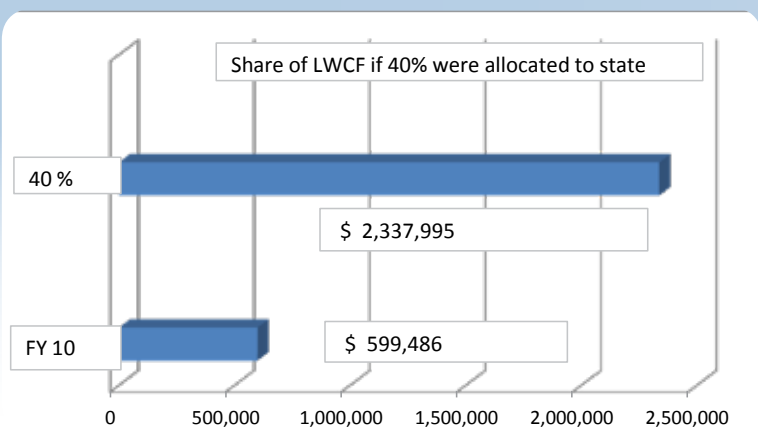 Share of LWCF if 40% were allocated to state
40 %
$ 2,337,995
FY 10
$ 599,486
0 500,000 1,000,000 1,500,000 2,000,000 2,500,000